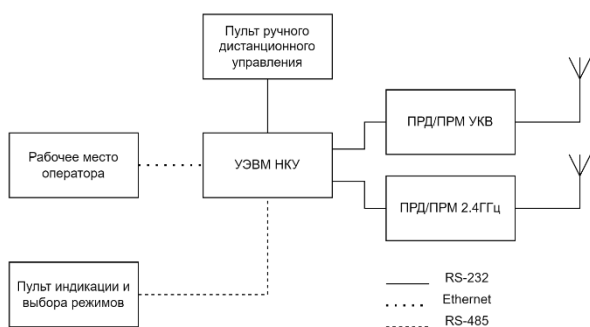 Пульт ручного
дистанционного
управления
ПРД/ПРМ УКВ
Рабочее место
оператора
УЭВМ НКУ
ПРД/ПРМ 2.4ГГц
Пульт индикации и
выбора режимов
RS-232
Ethernet
RS-485